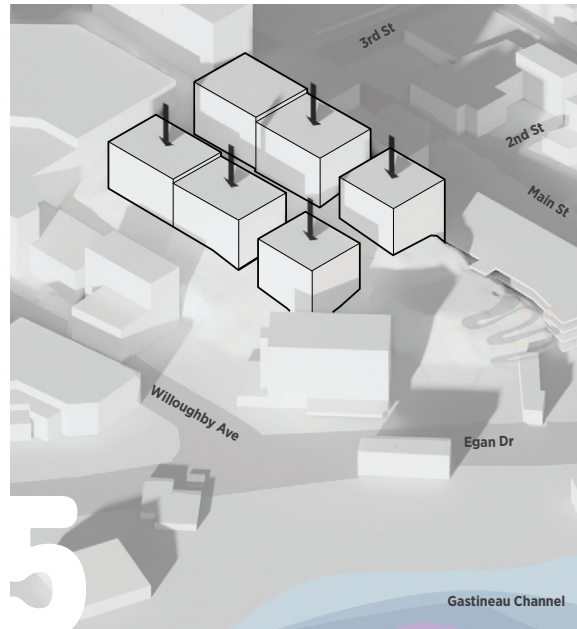 3rd St
2nd St
Main St
Willoughby Ave
Egan Dr
5
Gastineau Channel